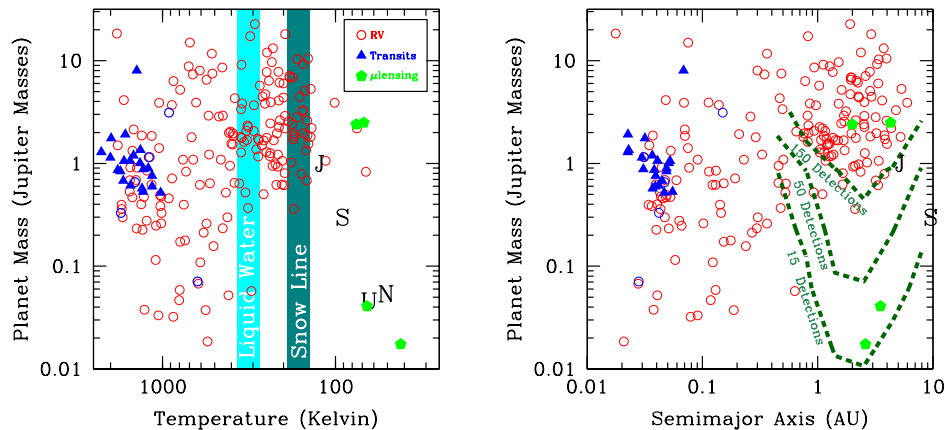 Planet Mass (Jupiter Masses)
10
1
0.1
0.01
1000
100
Temperature (Kelvin)
RV
Transits
μlensing
Liquid Water
Snow Line
J
S
U
N
Planet Mass (Jupiter Masses)
10
1
0.1
0.01
0.01
0.1
1
10
Semimajor Axis (AU)
150 Detections
50 Detections
15 Detections
J
S